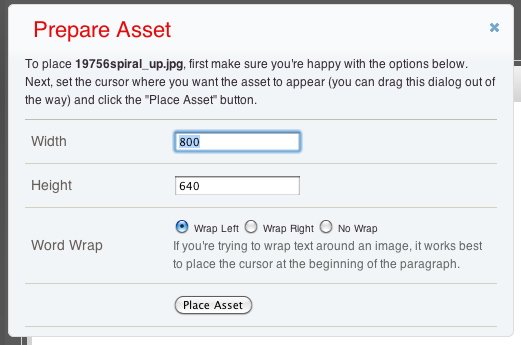 Prepare Asset
To place 19756spiral_up.jpg, first make sure you're happy with the options below.
Next, set the cursor where you want the asset to appear (you can drag this dialog out of
the way) and click the "Place Asset" button.
Width 800
Height 640
Word Wrap Wrap Left Wrap Right No Wrap
If you're trying to wrap text around an image, it works best
to place the cursor at the beginning of the paragraph.
Place Asset